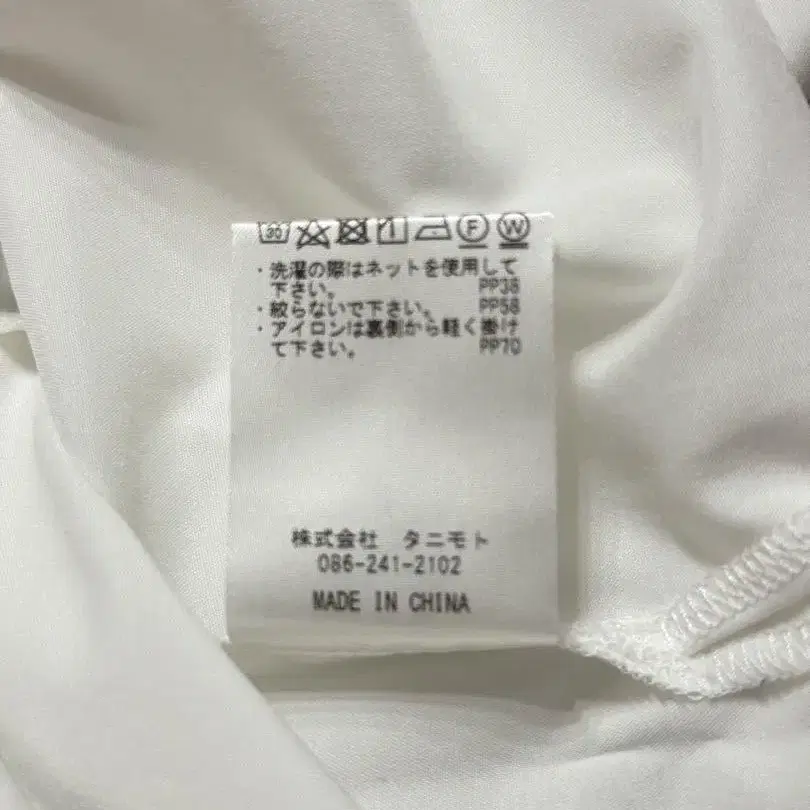 30 F W
・洗濯の際はネットを使用して
下さい。 PP38
・絞らないで下さい。 PP58
・アイロンは裏側から軽く掛け
て下さい。 PP70
株式会社 タニモト
086-241-2102
MADE IN CHINA